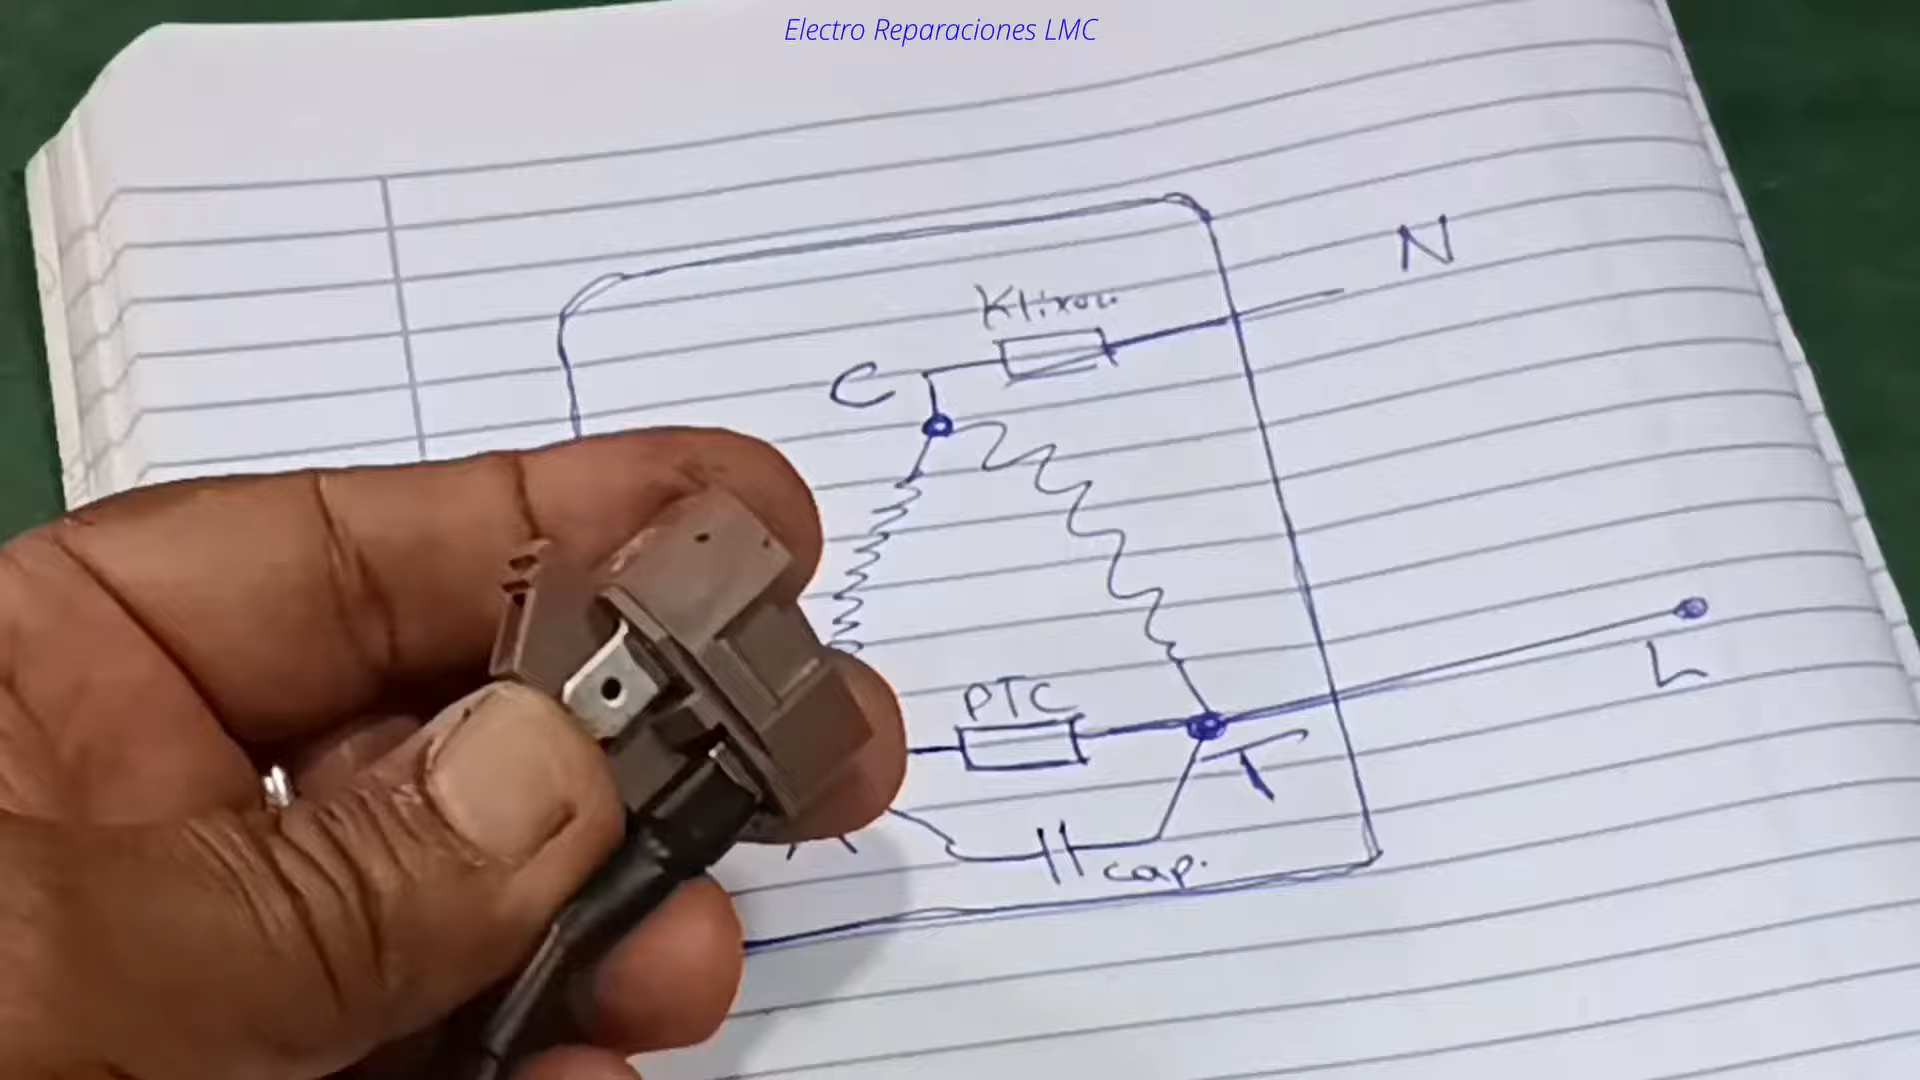 Electro Reparaciones LMC
N
Klixon
C
L
PTC
T
cap.